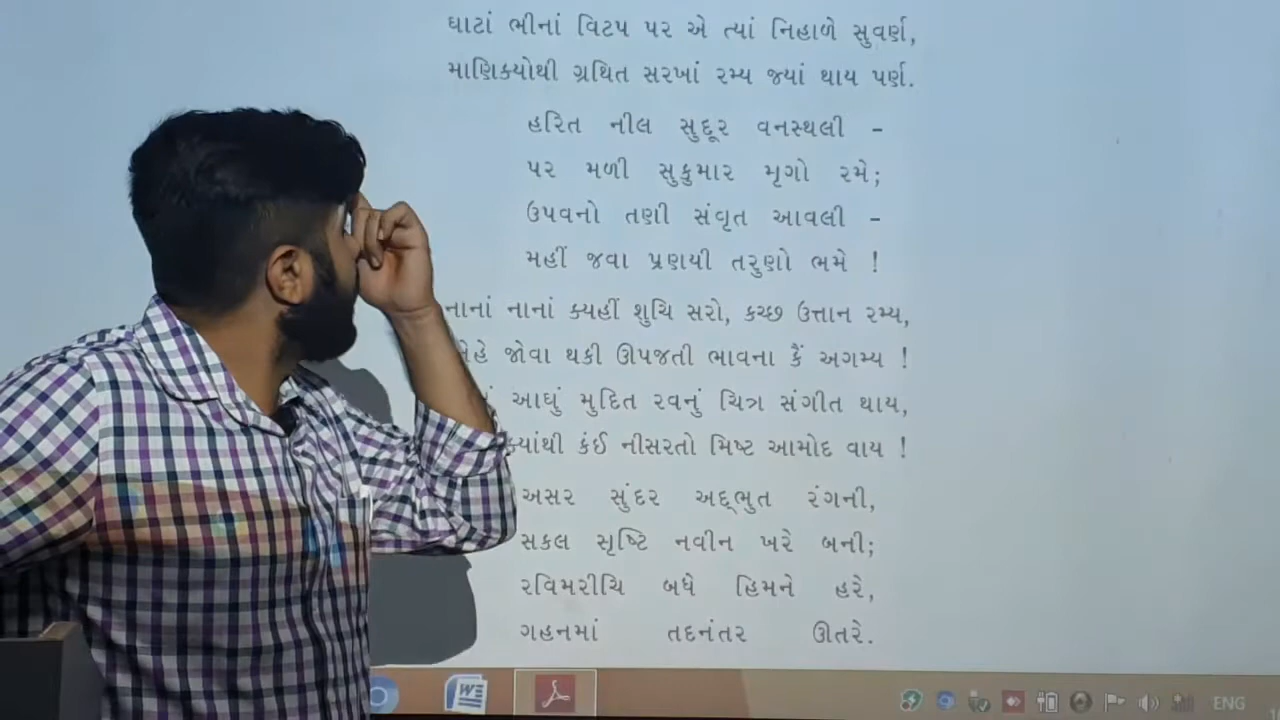 ઘાટાં ભીનાં વિટપ પર એ ત્યાં નિહાળે સુવર્ણ,
માણિક્યોથી ગ્રથિત સરખાં રમ્ય જ્યાં થાય પર્ણ.
હરિત નીલ સુદૂર વનસ્થલી -
પર મળી સુકુમાર મૃગો રમે;
ઉપવનો તણી સંવૃત આવલી -
મહીં જવા પ્રણયી તરુણો ભમે !
નાનાં નાનાં ક્યહીં શુચિ સરો, કચ્છ ઉત્તાન રમ્ય,
જોવા થકી ઊપજતી ભાવના કૈં અગમ્ય !
આઘું મુદિત રવનું ચિત્ર સંગીત થાય,
ક્યાંથી કંઈ નીસરતો મિષ્ટ આમોદ વાય !
અસર સુંદર અદ્ભુત રંગની,
સકલ સૃષ્ટિ નવીન ખરે બની;
રવિમરીચિ બધે હિમને હરે,
ગહનમાં તદનંતર ઊતરે.
ENG